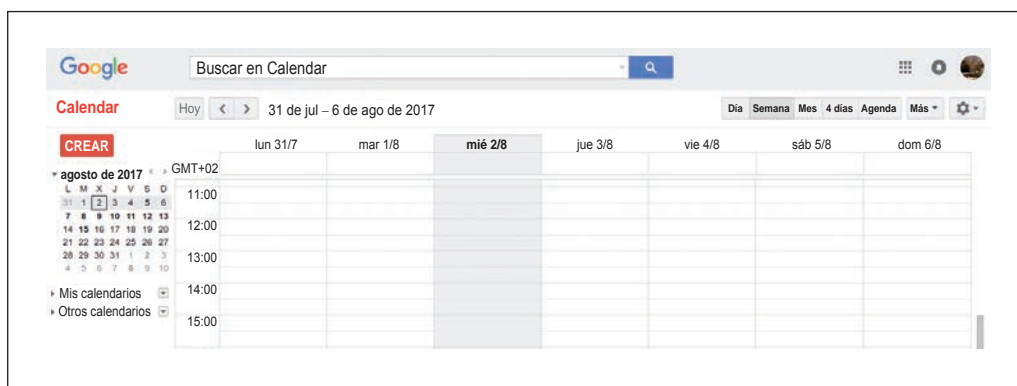 Google
Buscar en Calendar
Calendar
Hoy
31 de jul – 6 de ago de 2017
Día Semana Mes 4 días Agenda Más
CREAR
lun 31/7 mar 1/8 mié 2/8 jue 3/8 vie 4/8 sáb 5/8 dom 6/8
agosto de 2017
GMT+02
L M X J V S D
31 1 2 3 4 5 6
7 8 9 10 11 12 13
14 15 16 17 18 19 20
21 22 23 24 25 26 27
28 29 30 31 1 2 3
4 5 6 7 8 9 10
11:00
12:00
13:00
14:00
15:00
Mis calendarios
Otros calendarios